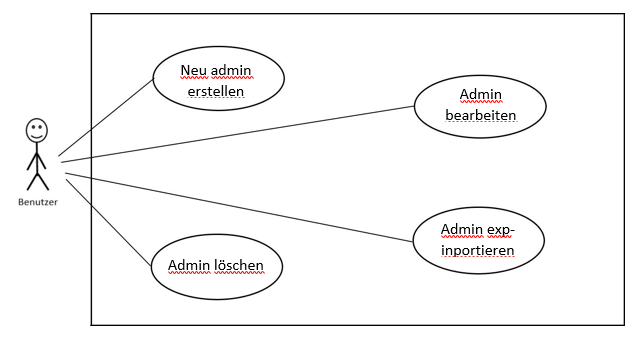 Neu admin
erstellen
Admin
bearbeiten
Benutzer
Admin exp-
inportieren
Admin löschen